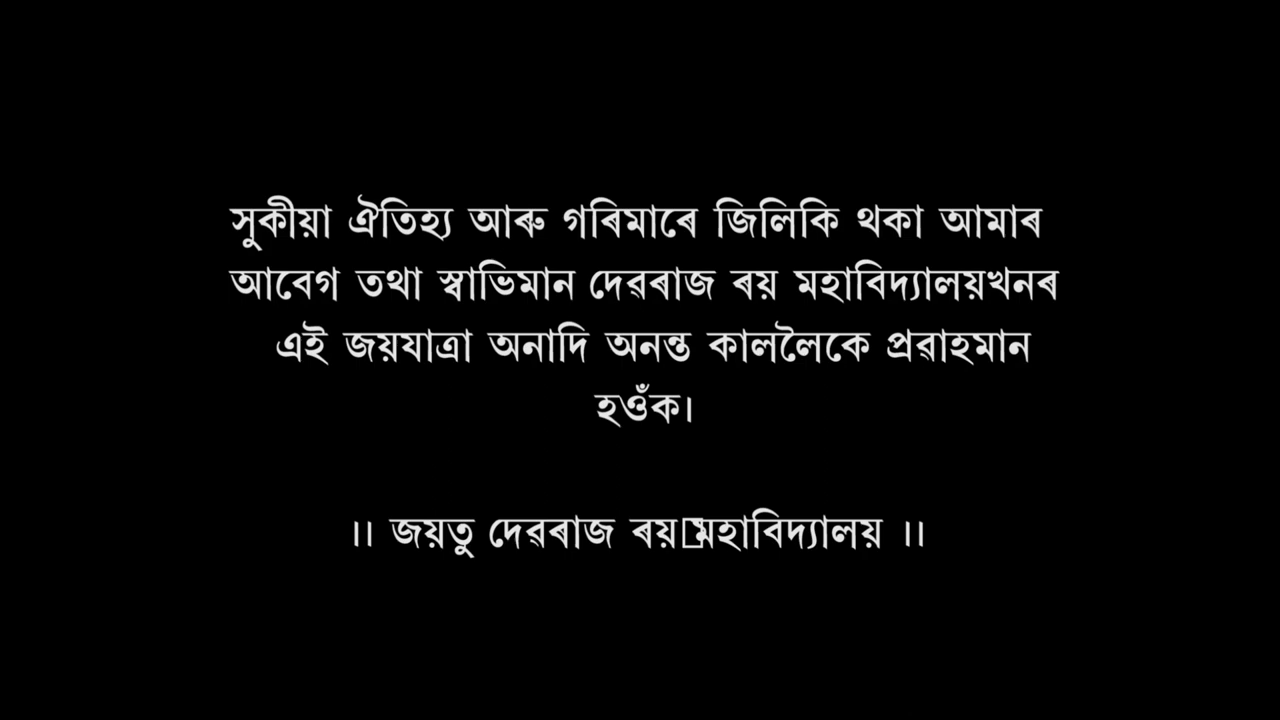 সুকীয়া ঐতিহ্য আৰু গৰিমাৰে জিলিকি থকা আমাৰ
আবেগ তথা স্বাভিমান দেৱৰাজ ৰয় মহাবিদ্যালয়খনৰ
এই জয়যাত্ৰা অনাদি অনন্ত কাললৈকে প্ৰৱাহমান
হওঁক।
।। জয়তু দেৱৰাজ ৰয় মহাবিদ্যালয় ।।